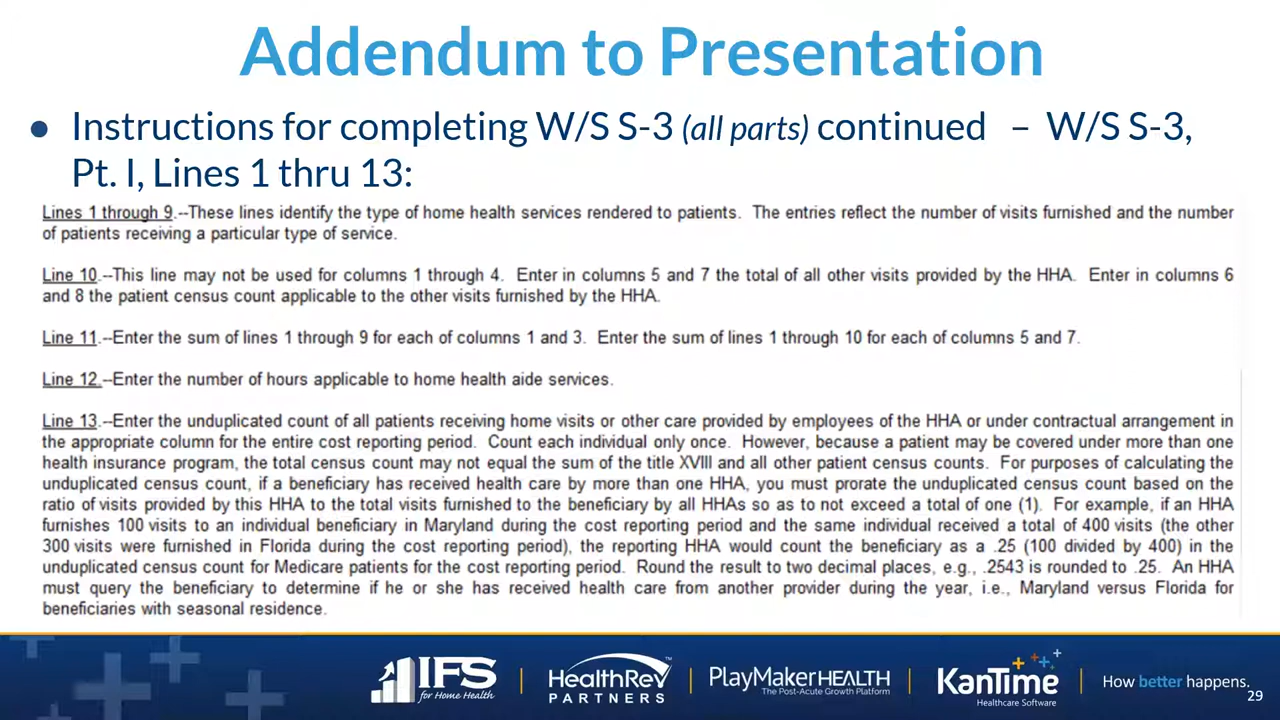 Addendum to Presentation
● Instructions for completing W/S S-3 (all parts) continued – W/S S-3,
Pt. I, Lines 1 thru 13:
Lines 1 through 9.--These lines identify the type of home health services rendered to patients. The entries reflect the number of visits furnished and the number
of patients receiving a particular type of service.
Line 10.--This line may not be used for columns 1 through 4. Enter in columns 5 and 7 the total of all other visits provided by the HHA. Enter in columns 6
and 8 the patient census count applicable to the other visits furnished by the HHA.
Line 11.--Enter the sum of lines 1 through 9 for each of columns 1 and 3. Enter the sum of lines 1 through 10 for each of columns 5 and 7.
Line 12.--Enter the number of hours applicable to home health aide services.
Line 13.--Enter the unduplicated count of all patients receiving home visits or other care provided by employees of the HHA or under contractual arrangement in
the appropriate column for the entire cost reporting period. Count each individual only once. However, because a patient may be covered under more than one
health insurance program, the total census count may not equal the sum of the title XVIII and all other patient census counts. For purposes of calculating the
unduplicated census count, if a beneficiary has received health care by more than one HHA, you must prorate the unduplicated census count based on the
ratio of visits provided by this HHA to the total visits furnished to the beneficiary by all HHAs so as to not exceed a total of one (1). For example, if an HHA
furnishes 100 visits to an individual beneficiary in Maryland during the cost reporting period and the same individual received a total of 400 visits (the other
300 visits were furnished in Florida during the cost reporting period), the reporting HHA would count the beneficiary as a .25 (100 divided by 400) in the
unduplicated census count for Medicare patients for the cost reporting period. Round the result to two decimal places, e.g., .2543 is rounded to .25. An HHA
must query the beneficiary to determine if he or she has received health care from another provider during the year, i.e., Maryland versus Florida for
beneficiaries with seasonal residence.
IFS
for Home Health
HealthRev™
PARTNERS
PlayMakerHEALTH
The Post-Acute Growth Platform
KanTime
Healthcare Software
How better happens.
29